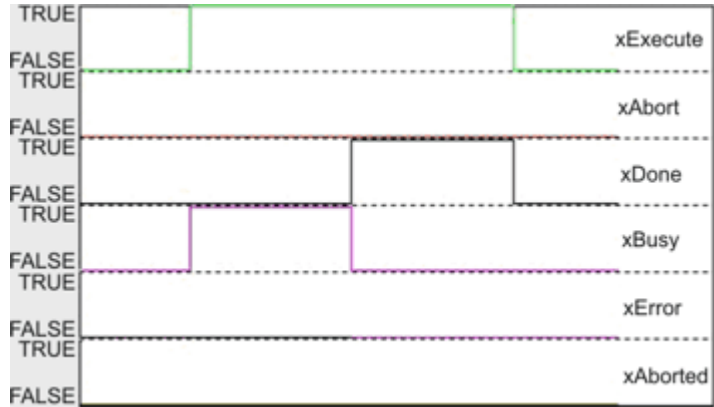 TRUE
xExecute
FALSE
TRUE
xAbort
FALSE
TRUE
xDone
FALSE
TRUE
xBusy
FALSE
TRUE
xError
FALSE
TRUE
xAborted
FALSE